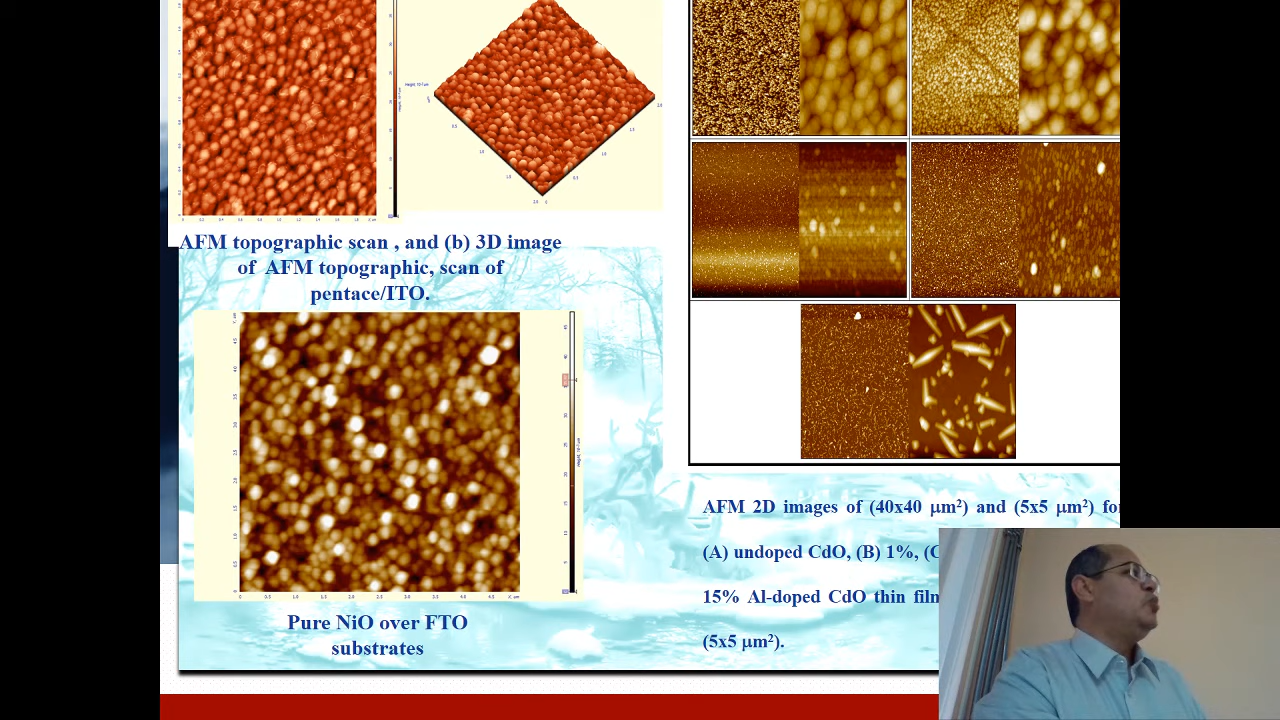 AFM topographic scan , and (b) 3D image
of AFM topographic, scan of
pentace/ITO.
Pure NiO over FTO
substrates
AFM 2D images of (40x40 μm²) and (5x5 μm²) fo
(A) undoped CdO, (B) 1%, (C
15% Al-doped CdO thin film
(5x5 μm²).